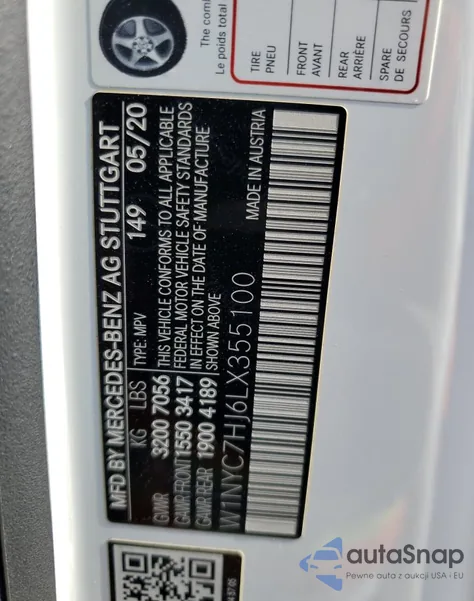 The com
Le poids total
TIRE
PNEU
FRONT
AVANT
REAR
ARRIÈRE
SPARE
DE SECOURS
MFD BY MERCEDES-BENZ AG STUTTGART
KG LBS TYPE: MPV 149 05/20
GVWR 3200 7056
GAWR FRONT 1550 3417
GAWR REAR 1900 4189
THIS VEHICLE CONFORMS TO ALL APPLICABLE
FEDERAL MOTOR VEHICLE SAFETY STANDARDS
IN EFFECT ON THE DATE OF MANUFACTURE
SHOWN ABOVE
W1NYC7HJ6LX355100
MADE IN AUSTRIA
autoSnap
Pewne auta z aukcji USA i EU